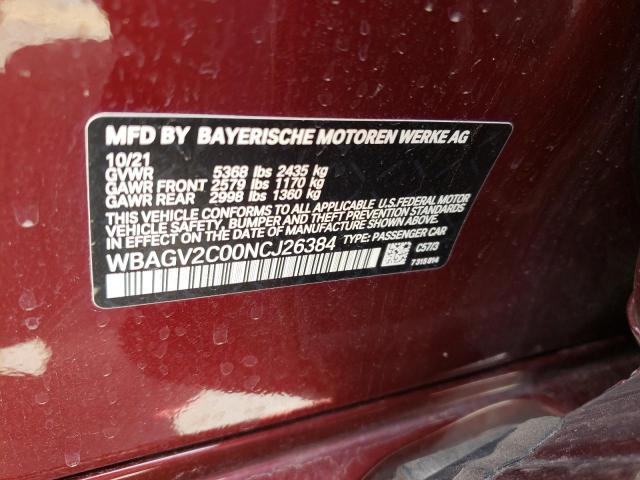 MFD BY BAYERISCHE MOTOREN WERKE AG
10/21
GVWR 5368 lbs 2435 kg
GAWR FRONT 2579 lbs 1170 kg
GAWR REAR 2998 lbs 1360 kg
THIS VEHICLE CONFORMS TO ALL APPLICABLE U.S.FEDERAL MOTOR
VEHICLE SAFETY, BUMPER AND THEFT PREVENTION STANDARDS
IN EFFECT ON THE DATE OF MANUFACTURE SHOWN ABOVE.
WBAGV2C00NCJ26384 TYPE: PASSENGER CAR
C57/3
7315814